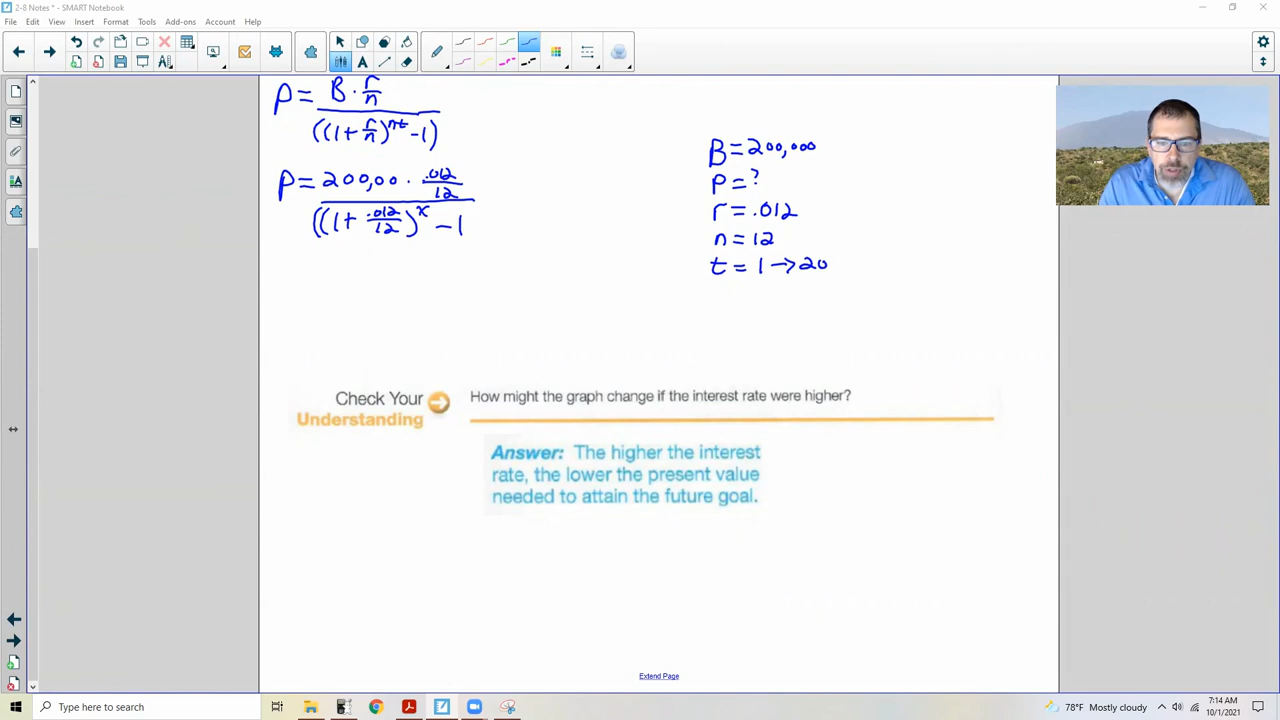 2-8 Notes * - SMART Notebook
File Edit View Insert Format Tools Add-ons Account Help
P = B · r/n
((1 + r/n)^nt - 1)
P = 200,00 · .012/12
((1 + .012/12)^x - 1
B = 200,000
P = ?
r = .012
n = 12
t = 1 → 20
Check Your
Understanding
How might the graph change if the interest rate were higher?
Answer: The higher the interest
rate, the lower the present value
needed to attain the future goal.
Extend Page
Type here to search
78°F Mostly cloudy
7:14 AM
10/1/2021